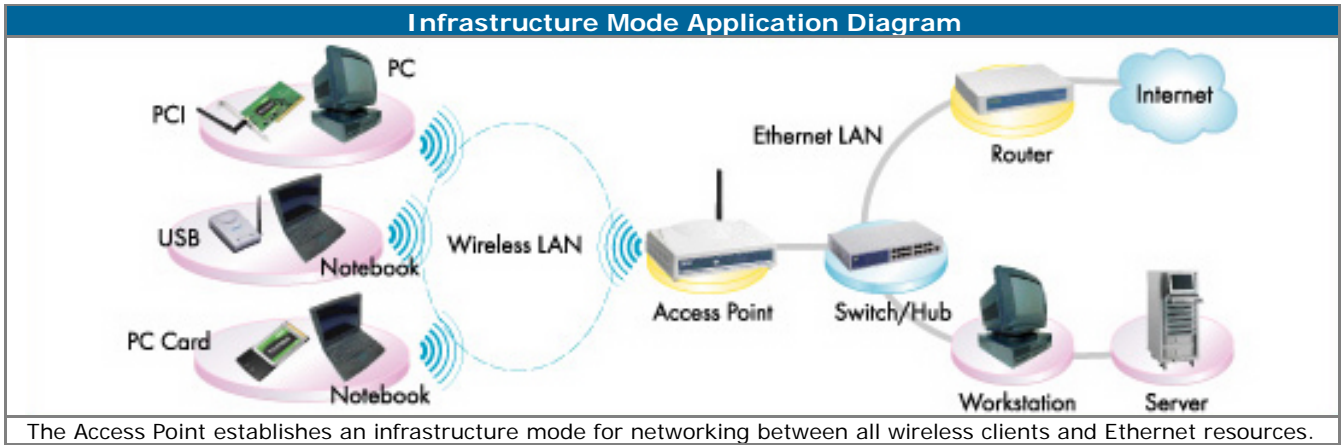 Infrastructure Mode Application Diagram
PC
PCI
Internet
Ethernet LAN
Router
USB
Notebook
Wireless LAN
Access Point
Switch/Hub
PC Card
Notebook
Workstation
Server
The Access Point establishes an infrastructure mode for networking between all wireless clients and Ethernet resources.